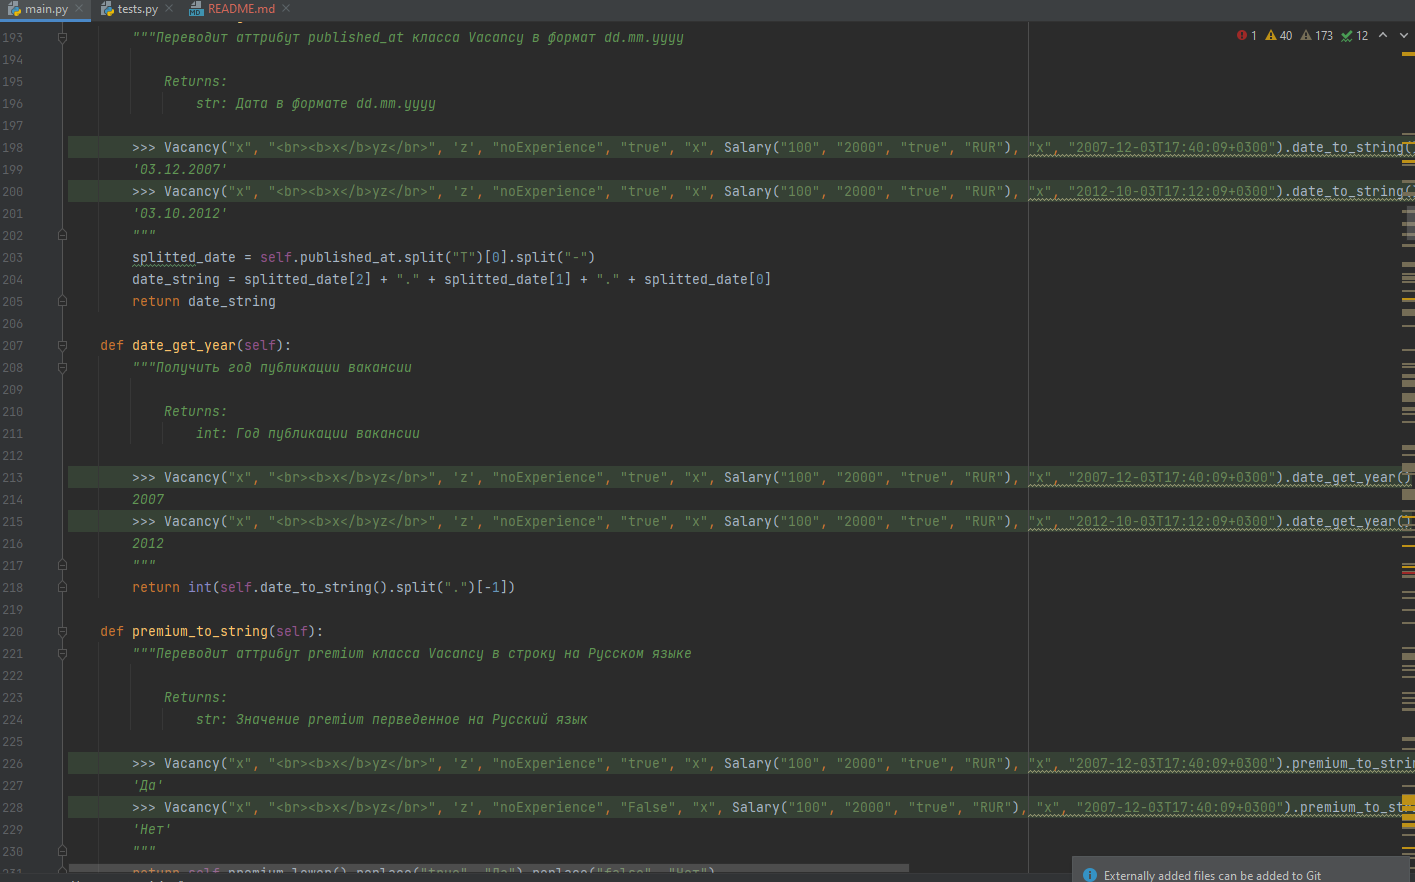 main.py tests.py README.md
1 40 173 12
193 """Переводит аттрибут published_at класса Vacancy в формат dd.mm.yyyy
194
195 Returns:
196 str: Дата в формате dd.mm.yyyy
197
198 >>> Vacancy("x", "<br><b>x</b>yz</br>", 'z', "noExperience", "true", "x", Salary("100", "2000", "true", "RUR"), "x", "2007-12-03T17:40:09+0300").date_to_string(
199 '03.12.2007'
200 >>> Vacancy("x", "<br><b>x</b>yz</br>", 'z', "noExperience", "true", "x", Salary("100", "2000", "true", "RUR"), "x", "2012-10-03T17:12:09+0300").date_to_string(
201 '03.10.2012'
202 """
203 splitted_date = self.published_at.split("T")[0].split("-")
204 date_string = splitted_date[2] + "." + splitted_date[1] + "." + splitted_date[0]
205 return date_string
206
207 def date_get_year(self):
208 """Получить год публикации вакансии
209
210 Returns:
211 int: Год публикации вакансии
212
213 >>> Vacancy("x", "<br><b>x</b>yz</br>", 'z', "noExperience", "true", "x", Salary("100", "2000", "true", "RUR"), "x", "2007-12-03T17:40:09+0300").date_get_year()
214 2007
215 >>> Vacancy("x", "<br><b>x</b>yz</br>", 'z', "noExperience", "true", "x", Salary("100", "2000", "true", "RUR"), "x", "2012-10-03T17:12:09+0300").date_get_year()
216 2012
217 """
218 return int(self.date_to_string().split(".")[-1])
219
220 def premium_to_string(self):
221 """Переводит аттрибут premium класса Vacancy в строку на Русском языке
222
223 Returns:
224 str: Значение premium перведенное на Русский язык
225
226 >>> Vacancy("x", "<br><b>x</b>yz</br>", 'z', "noExperience", "true", "x", Salary("100", "2000", "true", "RUR"), "x", "2007-12-03T17:40:09+0300").premium_to_strin
227 'Да'
228 >>> Vacancy("x", "<br><b>x</b>yz</br>", 'z', "noExperience", "False", "x", Salary("100", "2000", "true", "RUR"), "x", "2007-12-03T17:40:09+0300").premium_to_st
229 'Нет'
230 """
231 return self.premium.lower().replace("true", "Да").replace("false", "Нет")
Externally added files can be added to Git